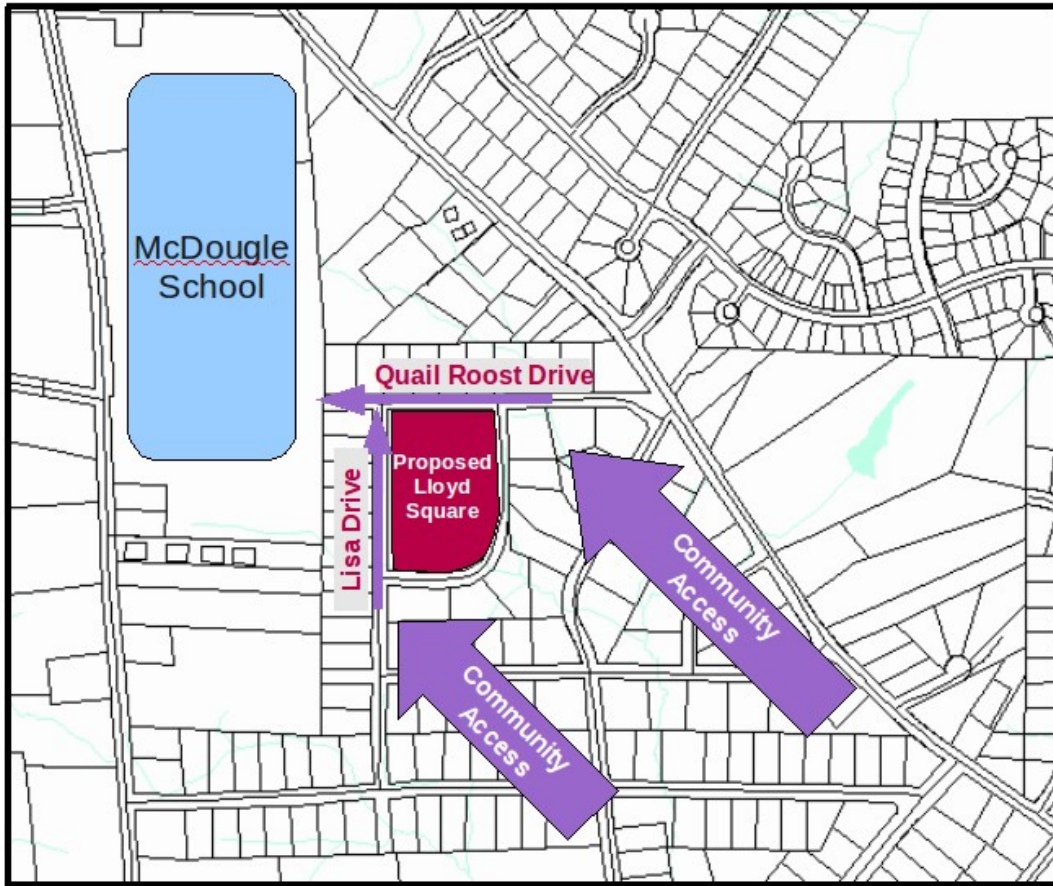 McDougle
School
Quail Roost Drive
Proposed
Lloyd
Square
Lisa Drive
Community
Access
Community
Access